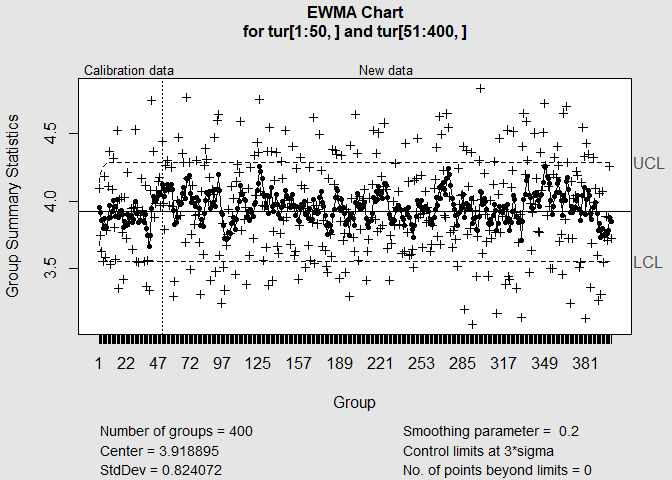 EWMA Chart
for tur[1:50, ] and tur[51:400, ]
Calibration data
New data
Group Summary Statistics
4.5
4.0
3.5
UCL
LCL
1 22 47 72 97 125 157 189 221 253 285 317 349 381
Group
Number of groups = 400
Center = 3.918895
StdDev = 0.824072
Smoothing parameter = 0.2
Control limits at 3*sigma
No. of points beyond limits = 0